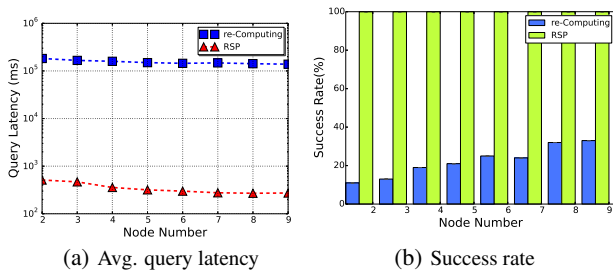 10^6
10^5
10^4
10^3
10^2
Query Latency (ms)
re-Computing
RSP
2 3 4 5 6 7 8 9
Node Number
(a) Avg. query latency
100
80
60
40
20
0
Success Rate(%)
re-Computing
RSP
2 3 4 5 6 7 8 9
Node Number
(b) Success rate